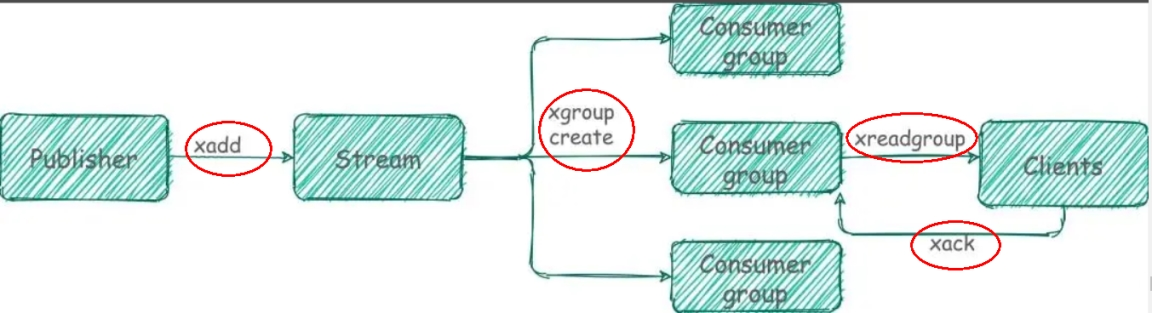 Consumer
group
Publisher
xadd
Stream
xgroup
create
Consumer
group
xreadgroup
Clients
xack
Consumer
group